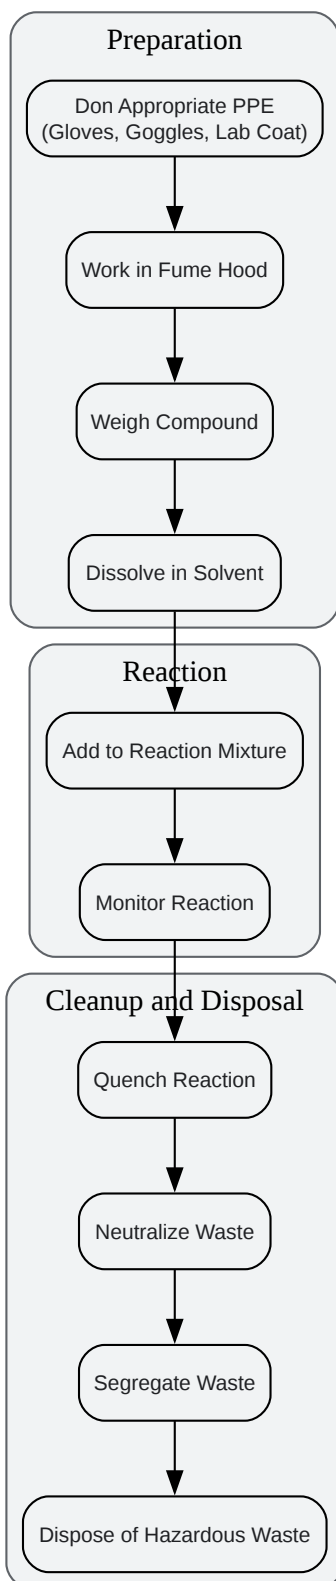 Preparation
Don Appropriate PPE
(Gloves, Goggles, Lab Coat)
Work in Fume Hood
Weigh Compound
Dissolve in Solvent
Reaction
Add to Reaction Mixture
Monitor Reaction
Cleanup and Disposal
Quench Reaction
Neutralize Waste
Segregate Waste
Dispose of Hazardous Waste